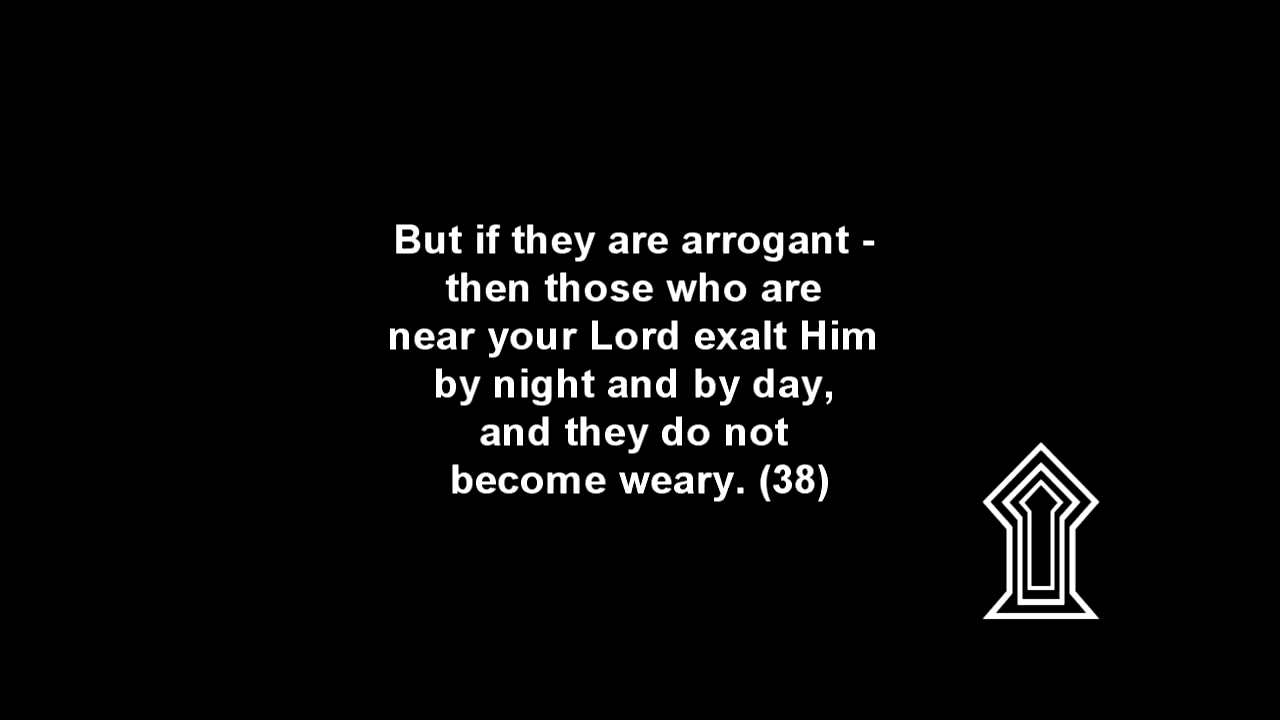 But if they are arrogant -
then those who are
near your Lord exalt Him
by night and by day,
and they do not
become weary. (38)